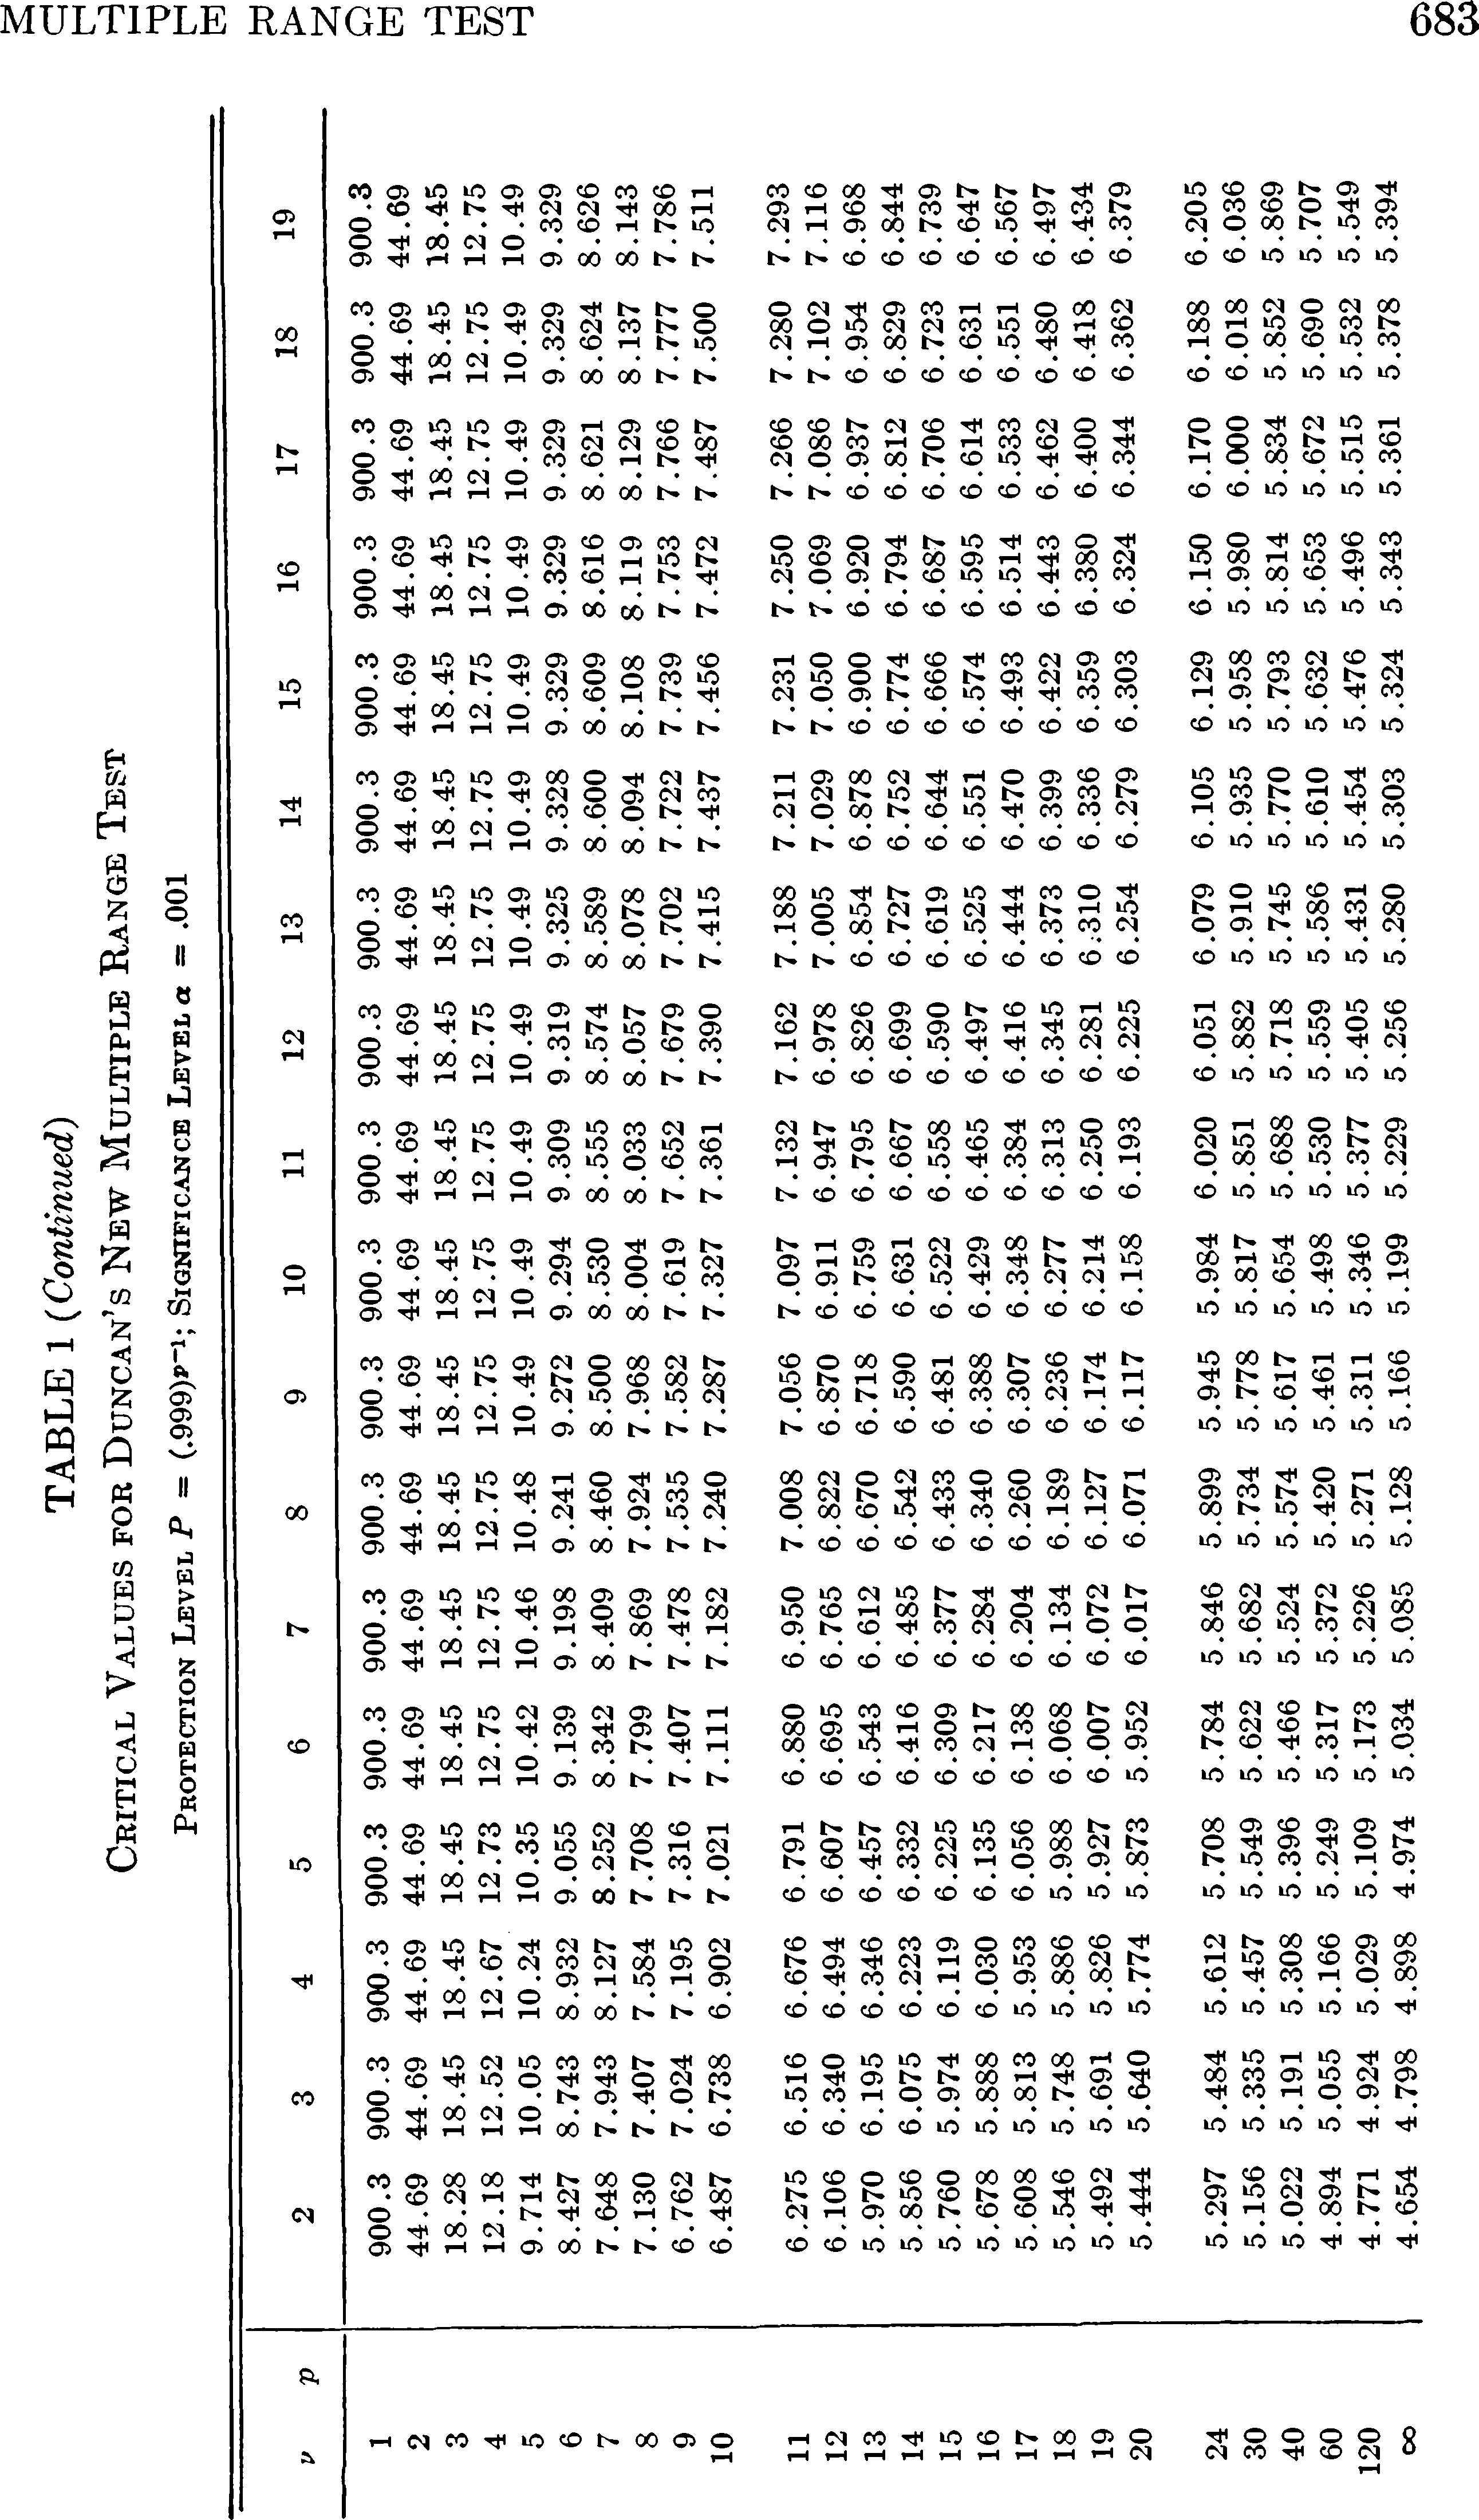 MULTIPLE RANGE TEST 683
TABLE 1 (Continued)
CRITICAL VALUES FOR DUNCAN'S NEW MULTIPLE RANGE TEST
PROTECTION LEVEL P = (.999)^{p-1}; SIGNIFICANCE LEVEL α = .001
ν p 2 3 4 5 6 7 8 9 10 11 12 13 14 15 16 17 18 19
1 900.3 900.3 900.3 900.3 900.3 900.3 900.3 900.3 900.3 900.3 900.3 900.3 900.3 900.3 900.3 900.3 900.3 900.3
2 44.69 44.69 44.69 44.69 44.69 44.69 44.69 44.69 44.69 44.69 44.69 44.69 44.69 44.69 44.69 44.69 44.69 44.69
3 18.28 18.45 18.45 18.45 18.45 18.45 18.45 18.45 18.45 18.45 18.45 18.45 18.45 18.45 18.45 18.45 18.45 18.45
4 12.18 12.52 12.67 12.73 12.75 12.75 12.75 12.75 12.75 12.75 12.75 12.75 12.75 12.75 12.75 12.75 12.75 12.75
5 9.714 10.05 10.24 10.35 10.42 10.46 10.48 10.49 10.49 10.49 10.49 10.49 10.49 10.49 10.49 10.49 10.49 10.49
6 8.427 8.743 8.932 9.055 9.139 9.198 9.241 9.272 9.294 9.309 9.319 9.325 9.328 9.329 9.329 9.329 9.329 9.329
7 7.648 7.943 8.127 8.252 8.342 8.409 8.460 8.500 8.530 8.555 8.574 8.589 8.600 8.609 8.616 8.621 8.624 8.626
8 7.130 7.407 7.584 7.708 7.799 7.869 7.924 7.968 8.004 8.033 8.057 8.078 8.094 8.108 8.119 8.129 8.137 8.143
9 6.762 7.024 7.195 7.316 7.407 7.478 7.535 7.582 7.619 7.652 7.679 7.702 7.722 7.739 7.753 7.766 7.777 7.786
10 6.487 6.738 6.902 7.021 7.111 7.182 7.240 7.287 7.327 7.361 7.390 7.415 7.437 7.456 7.472 7.487 7.500 7.511
11 6.275 6.516 6.676 6.791 6.880 6.950 7.008 7.056 7.097 7.132 7.162 7.188 7.211 7.231 7.250 7.266 7.280 7.293
12 6.106 6.340 6.494 6.607 6.695 6.765 6.822 6.870 6.911 6.947 6.978 7.005 7.029 7.050 7.069 7.086 7.102 7.116
13 5.970 6.195 6.346 6.457 6.543 6.612 6.670 6.718 6.759 6.795 6.826 6.854 6.878 6.900 6.920 6.937 6.954 6.968
14 5.856 6.075 6.223 6.332 6.416 6.485 6.542 6.590 6.631 6.667 6.699 6.727 6.752 6.774 6.794 6.812 6.829 6.844
15 5.760 5.974 6.119 6.225 6.309 6.377 6.433 6.481 6.522 6.558 6.590 6.619 6.644 6.666 6.687 6.706 6.723 6.739
16 5.678 5.888 6.030 6.135 6.217 6.284 6.340 6.388 6.429 6.465 6.497 6.525 6.551 6.574 6.595 6.614 6.631 6.647
17 5.608 5.813 5.953 6.056 6.138 6.204 6.260 6.307 6.348 6.384 6.416 6.444 6.470 6.493 6.514 6.533 6.551 6.567
18 5.546 5.748 5.886 5.988 6.068 6.134 6.189 6.236 6.277 6.313 6.345 6.373 6.399 6.422 6.443 6.462 6.480 6.497
19 5.492 5.691 5.826 5.927 6.007 6.072 6.127 6.174 6.214 6.250 6.281 6.310 6.336 6.359 6.380 6.400 6.418 6.434
20 5.444 5.640 5.774 5.873 5.952 6.017 6.071 6.117 6.158 6.193 6.225 6.254 6.279 6.303 6.324 6.344 6.362 6.379
24 5.297 5.484 5.612 5.708 5.784 5.846 5.899 5.945 5.984 6.020 6.051 6.079 6.105 6.129 6.150 6.170 6.188 6.205
30 5.156 5.335 5.457 5.549 5.622 5.682 5.734 5.778 5.817 5.851 5.882 5.910 5.935 5.958 5.980 6.000 6.018 6.036
40 5.022 5.191 5.308 5.396 5.466 5.524 5.574 5.617 5.654 5.688 5.718 5.745 5.770 5.793 5.814 5.834 5.852 5.869
60 4.894 5.055 5.166 5.249 5.317 5.372 5.420 5.461 5.498 5.530 5.559 5.586 5.610 5.632 5.653 5.672 5.690 5.707
120 4.771 4.924 5.029 5.109 5.173 5.226 5.271 5.311 5.346 5.377 5.405 5.431 5.454 5.476 5.496 5.515 5.532 5.549
∞ 4.654 4.798 4.898 4.974 5.034 5.085 5.128 5.166 5.199 5.229 5.256 5.280 5.303 5.324 5.343 5.361 5.378 5.394